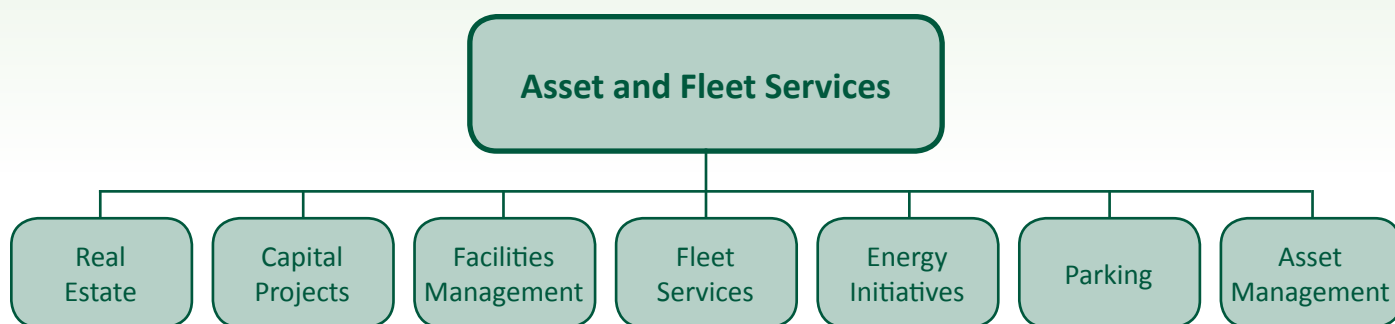 Asset and Fleet Services
Real
Estate
Capital
Projects
Facilities
Management
Fleet
Services
Energy
Initiatives
Parking
Asset
Management